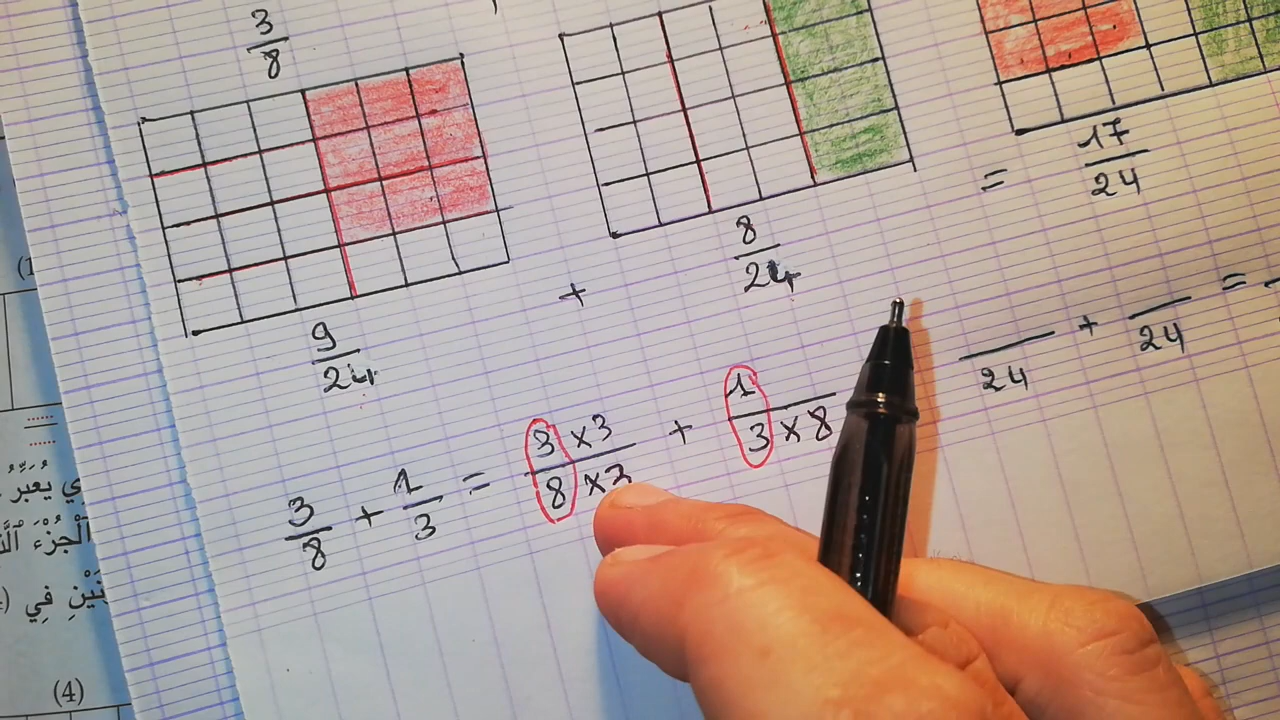 3/8
9/24 + 8/24 = 17/24
3/8 + 1/3 = 3×3/8×3 + 1/3×8
/24 + /24 =
(4)
يُعَبِّرُ
فِي